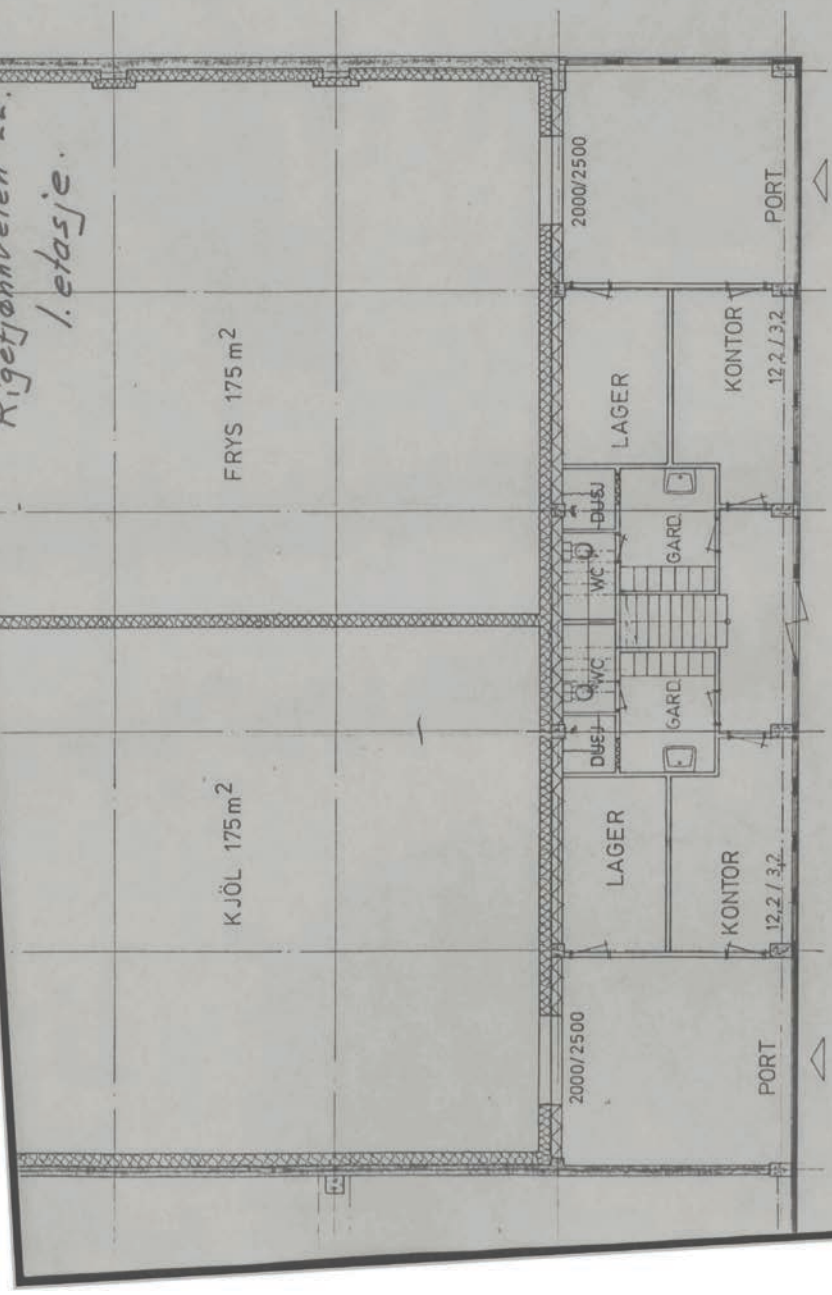 1. etasje.
KJÖL 175 m²
FRYS 175 m²
2000/2500
LAGER
DUSJ
WC
WC
DUSJ
LAGER
2000/2500
GARD.
GARD.
PORT
KONTOR
12,2 / 3,2
KONTOR
12,2 / 3,2
PORT